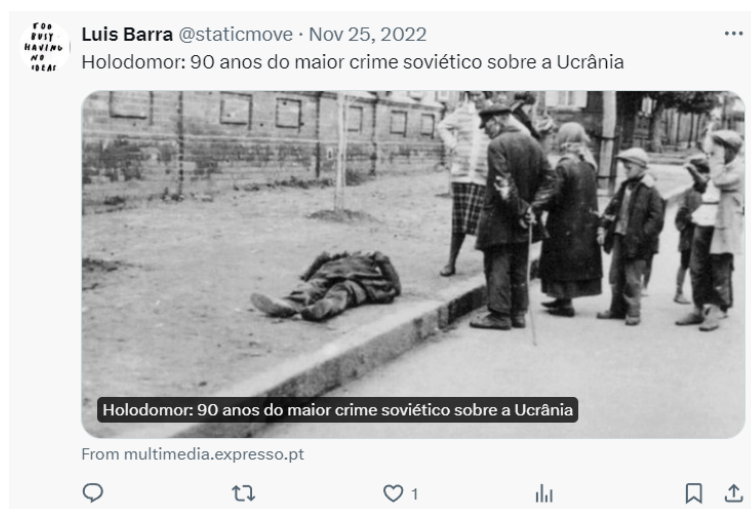 TOO
BUSY
HAVING
NO
IDEAS
Luis Barra @staticmove · Nov 25, 2022
Holodomor: 90 anos do maior crime soviético sobre a Ucrânia
Holodomor: 90 anos do maior crime soviético sobre a Ucrânia
From multimedia.expresso.pt
1